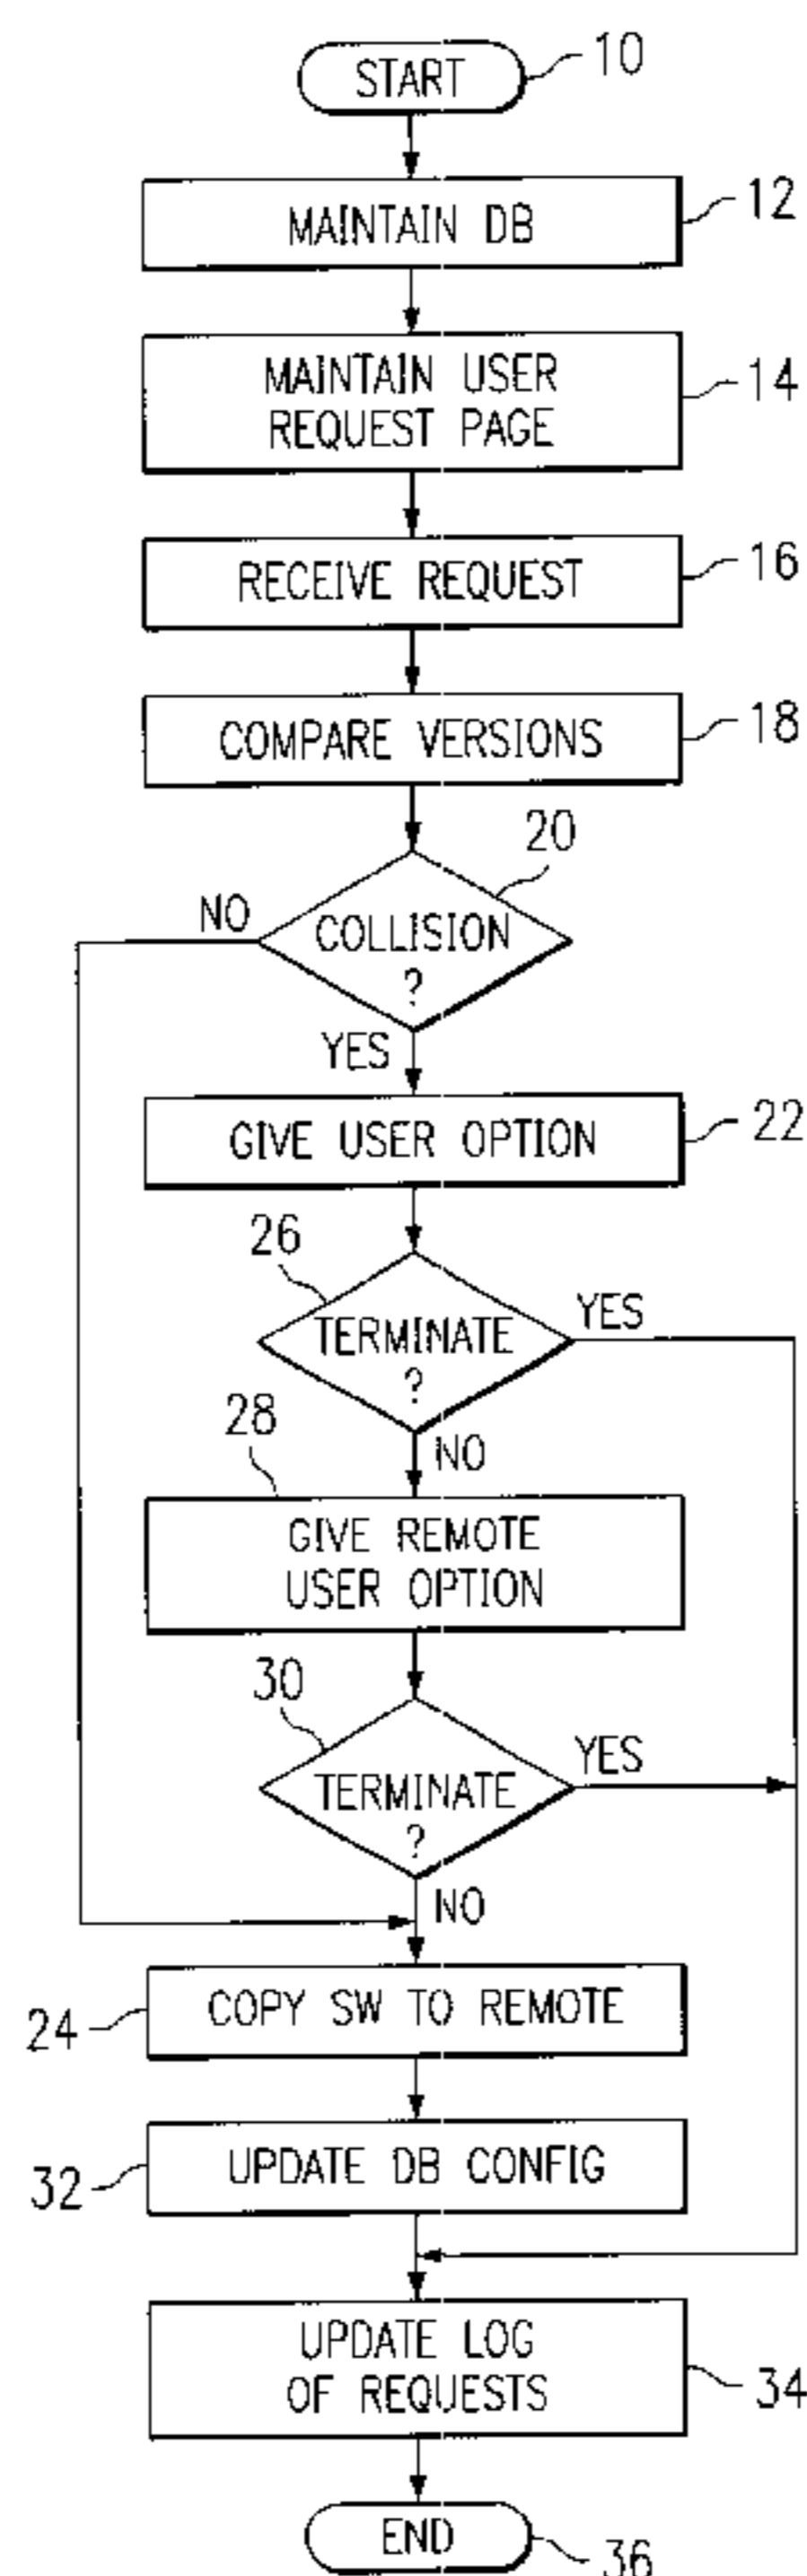 START
10
MAINTAIN DB
12
MAINTAIN USER
REQUEST PAGE
14
RECEIVE REQUEST
16
COMPARE VERSIONS
18
20
COLLISION
?
NO
YES
GIVE USER OPTION
22
26
TERMINATE
?
YES
NO
28
GIVE REMOTE
USER OPTION
30
TERMINATE
?
YES
NO
COPY SW TO REMOTE
24
UPDATE DB CONFIG
32
UPDATE LOG
OF REQUESTS
34
END
36